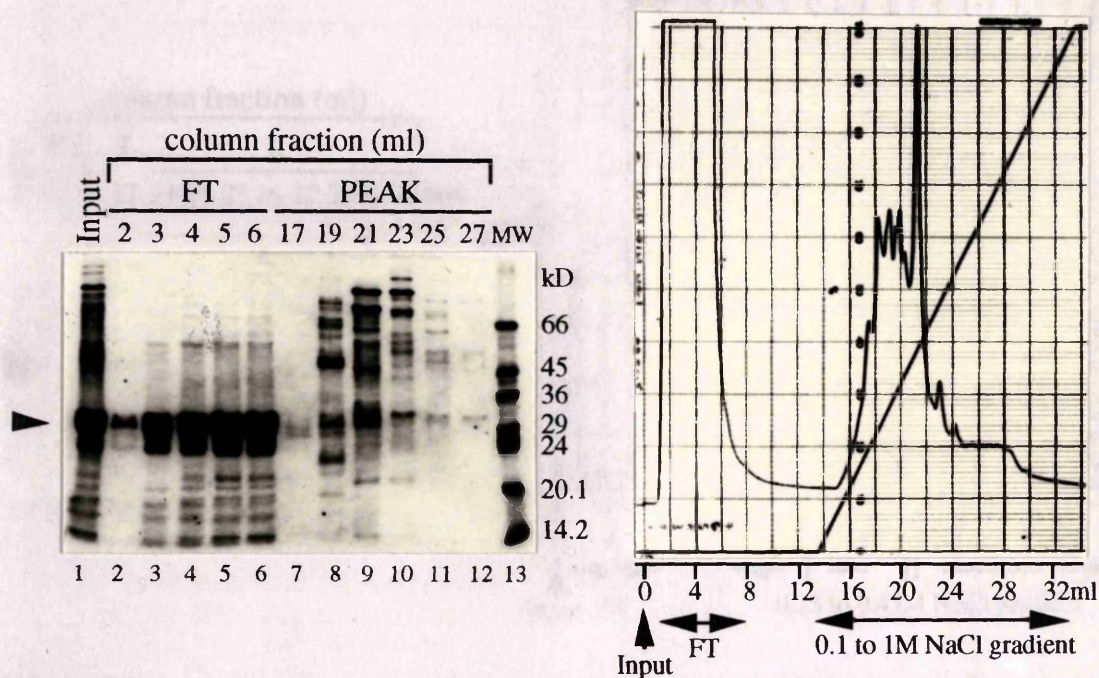 column fraction (ml)
FT PEAK
Input 2 3 4 5 6 17 19 21 23 25 27 MW
kD
66
45
36
29
24
20.1
14.2
1 2 3 4 5 6 7 8 9 10 11 12 13
0 4 8 12 16 20 24 28 32ml
FT
0.1 to 1M NaCl gradient
Input